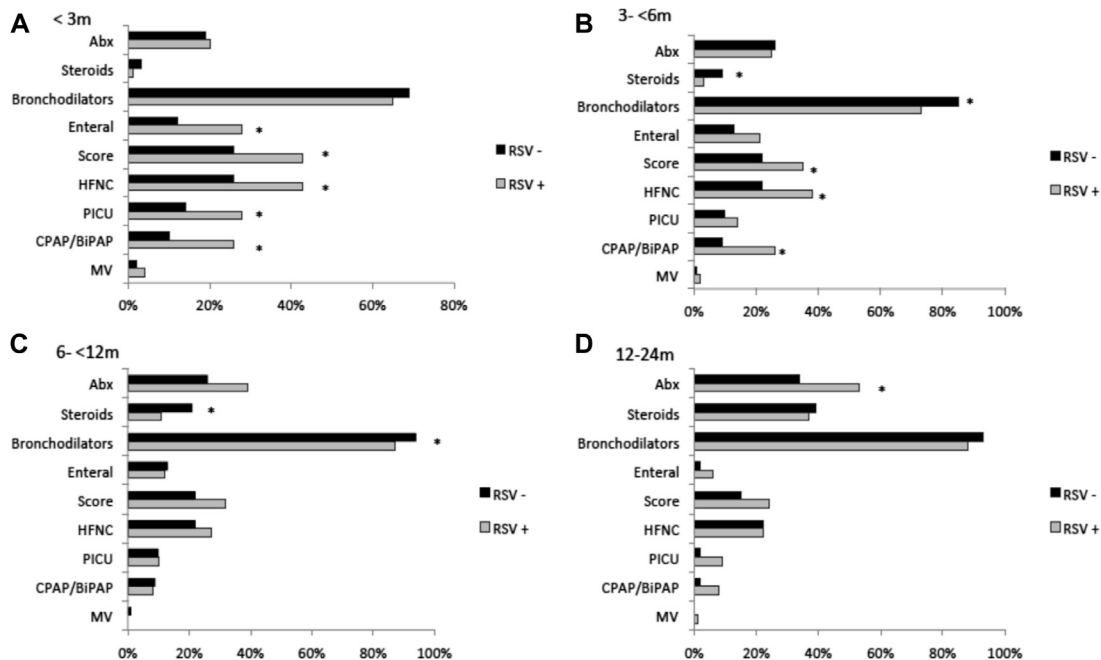 A
< 3m
Abx
Steroids
Bronchodilators
Enteral
*
Score
*
HFNC
*
PICU
*
CPAP/BiPAP
*
MV
0% 20% 40% 60% 80%
RSV -
RSV +
B
3- <6m
Abx
Steroids
*
Bronchodilators
*
Enteral
Score
*
HFNC
*
PICU
CPAP/BiPAP
*
MV
0% 20% 40% 60% 80% 100%
RSV -
RSV +
C
6- <12m
Abx
Steroids
*
Bronchodilators
*
Enteral
Score
HFNC
PICU
CPAP/BiPAP
MV
0% 20% 40% 60% 80% 100%
RSV -
RSV +
D
12-24m
Abx
*
Steroids
Bronchodilators
Enteral
Score
HFNC
PICU
CPAP/BiPAP
MV
0% 20% 40% 60% 80% 100%
RSV -
RSV +